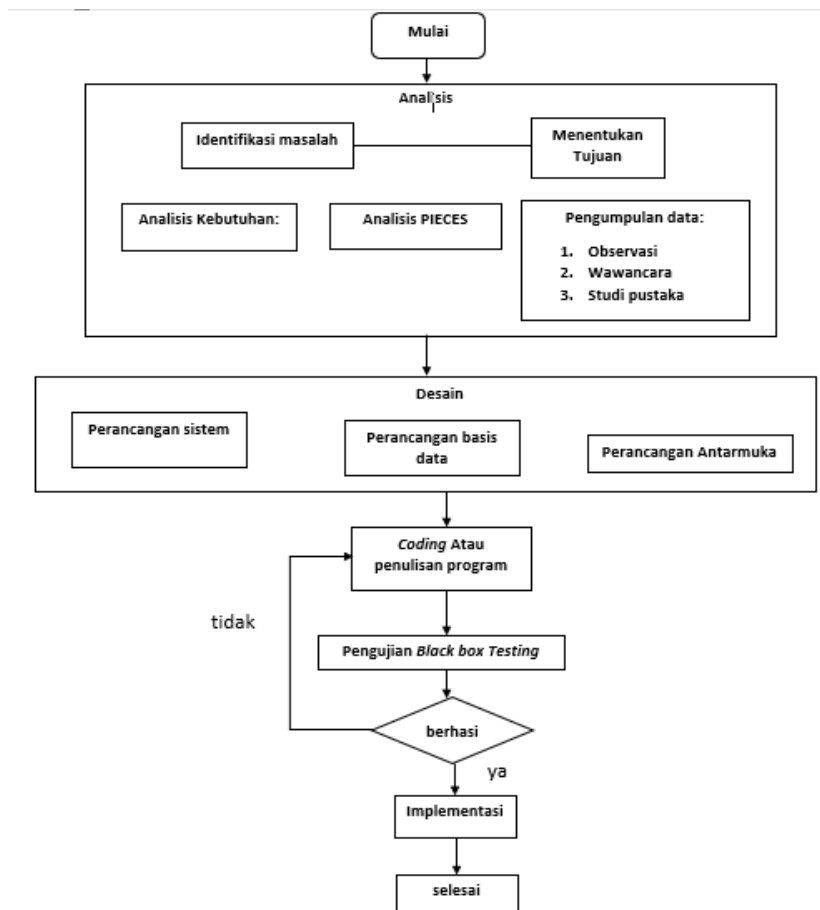 Mulai
Analisis
Identifikasi masalah
Menentukan
Tujuan
Analisis Kebutuhan:
Analisis PIECES
Pengumpulan data:
1. Observasi
2. Wawancara
3. Studi pustaka
Desain
Perancangan sistem
Perancangan basis
data
Perancangan Antarmuka
Coding Atau
penulisan program
tidak
Pengujian Black box Testing
berhasi
ya
Implementasi
selesai